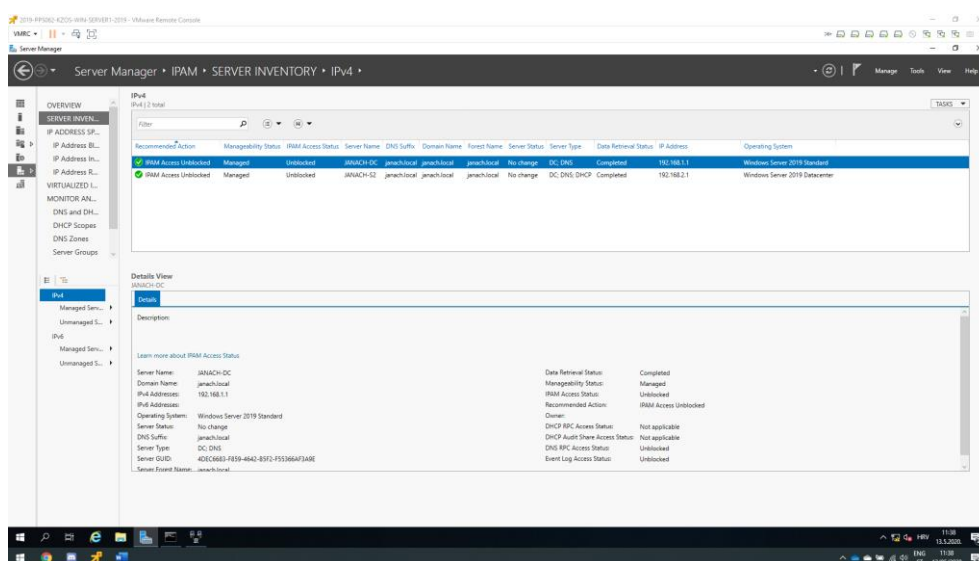 2019-PPS082-KZOS-WIN-SERVER1-2019 - VMware Remote Console
VMRC
Server Manager
Server Manager • IPAM • SERVER INVENTORY • IPv4
Manage Tools View Help
OVERVIEW
SERVER INVEN...
IP ADDRESS SP...
IP Address Bl...
IP Address In...
IP Address R...
VIRTUALIZED I...
MONITOR AN...
DNS and DH...
DHCP Scopes
DNS Zones
Server Groups
IPv4
Managed Serv...
Unmanaged S...
IPv6
Managed Serv...
Unmanaged S...
IPv4
IPv4 | 2 total
TASKS
Filter
Recommended Action Manageability Status IPAM Access Status Server Name DNS Suffix Domain Name Forest Name Server Status Server Type Data Retrieval Status IP Address Operating System
IPAM Access Unblocked Managed Unblocked JANACH-DC janach.local janach.local janach.local No change DC; DNS Completed 192.168.1.1 Windows Server 2019 Standard
IPAM Access Unblocked Managed Unblocked JANACH-S2 janach.local janach.local janach.local No change DC; DNS; DHCP Completed 192.168.2.1 Windows Server 2019 Datacenter
Details View
JANACH-DC
Details
Description:
Learn more about IPAM Access Status
Server Name: JANACH-DC
Domain Name: janach.local
IPv4 Addresses: 192.168.1.1
IPv6 Addresses:
Operating System: Windows Server 2019 Standard
Server Status: No change
DNS Suffix: janach.local
Server Type: DC; DNS
Server GUID: 4DEC6683-F859-4642-B5F2-F55366AF3A9E
Server Forest Name: janach.local
Data Retrieval Status: Completed
Manageability Status: Managed
IPAM Access Status: Unblocked
Recommended Action: IPAM Access Unblocked
Owner:
DHCP RPC Access Status: Not applicable
DHCP Audit Share Access Status: Not applicable
DNS RPC Access Status: Unblocked
Event Log Access Status: Unblocked
HRV 11:38
13.5.2020.
ENG 11:38